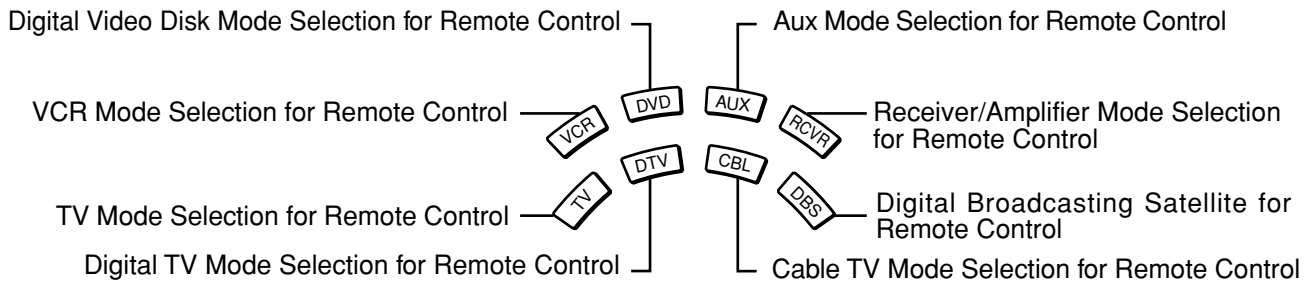 Digital Video Disk Mode Selection for Remote Control
Aux Mode Selection for Remote Control
DVD
AUX
VCR Mode Selection for Remote Control
VCR
RCVR
Receiver/Amplifier Mode Selection
for Remote Control
DTV
CBL
TV Mode Selection for Remote Control
TV
DBS
Digital Broadcasting Satellite for
Remote Control
Digital TV Mode Selection for Remote Control
Cable TV Mode Selection for Remote Control